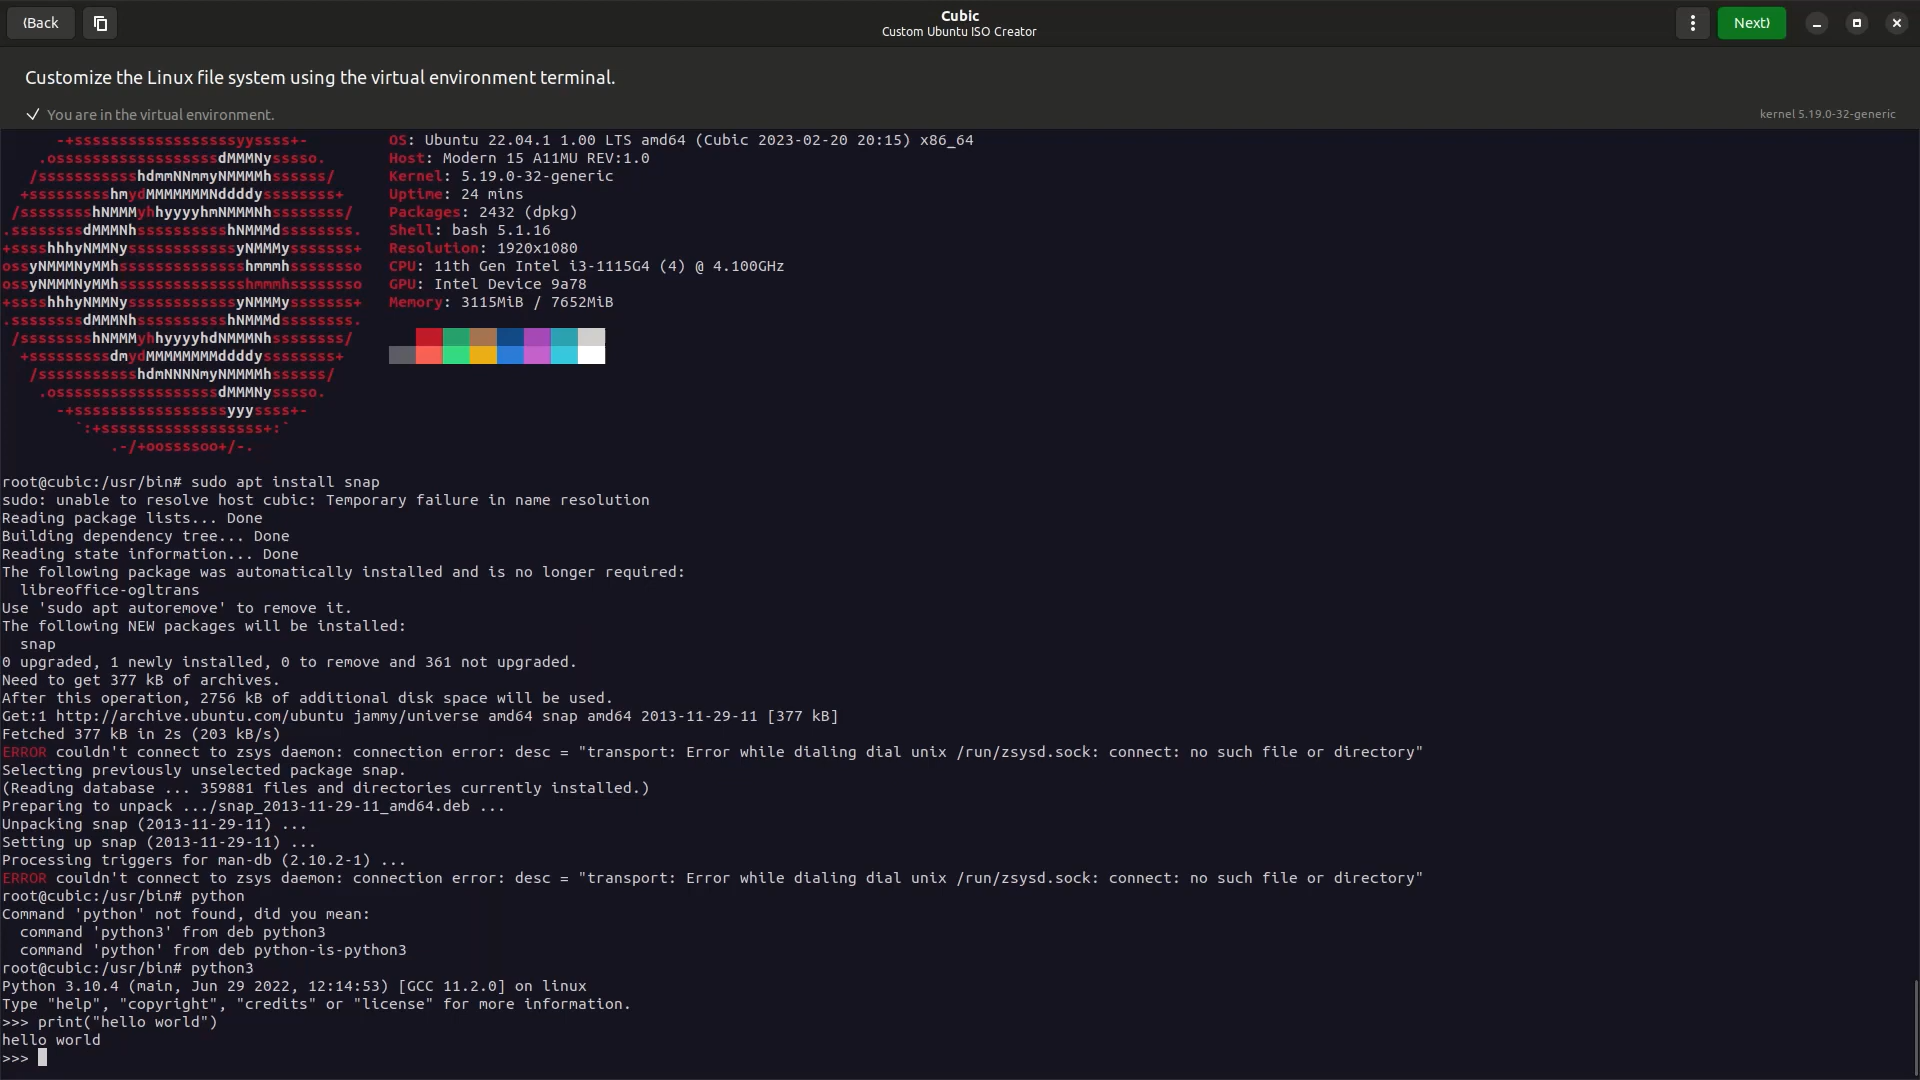 ⟨Back
Cubic
Custom Ubuntu ISO Creator
Next⟩
Customize the Linux file system using the virtual environment terminal.
✓ You are in the virtual environment.
kernel 5.19.0-32-generic
-+ssssssssssssssssssyyssss+- OS: Ubuntu 22.04.1 1.00 LTS amd64 (Cubic 2023-02-20 20:15) x86_64
.ossssssssssssssssssdMMMNysssso. Host: Modern 15 A11MU REV:1.0
/ssssssssssshdmmNNmmyNMMMMhssssss/ Kernel: 5.19.0-32-generic
+ssssssssshmydMMMMMMMNddddyssssssss+ Uptime: 24 mins
/sssssssshNMMMyhhyyyyhmNMMMNhssssssss/ Packages: 2432 (dpkg)
.ssssssssdMMMNhsssssssssshNMMMdssssssss. Shell: bash 5.1.16
+sssshhhyNMMNyssssssssssssyNMMMysssssss+ Resolution: 1920x1080
ossyNMMMNyMMhsssssssssssssshmmmhssssssso CPU: 11th Gen Intel i3-1115G4 (4) @ 4.100GHz
ossyNMMMNyMMhsssssssssssssshmmmhssssssso GPU: Intel Device 9a78
+sssshhhyNMMNyssssssssssssyNMMMysssssss+ Memory: 3115MiB / 7652MiB
.ssssssssdMMMNhsssssssssshNMMMdssssssss.
/sssssssshNMMMyhhyyyyhdNMMMNhssssssss/
+sssssssssdmydMMMMMMMMddddyssssssss+
/ssssssssssshdmNNNNmyNMMMMhssssss/
.ossssssssssssssssssdMMMNysssso.
-+sssssssssssssssssyyyssss+-
`:+ssssssssssssssssss+:`
.-/+oossssoo+/-.
root@cubic:/usr/bin# sudo apt install snap
sudo: unable to resolve host cubic: Temporary failure in name resolution
Reading package lists... Done
Building dependency tree... Done
Reading state information... Done
The following package was automatically installed and is no longer required:
  libreoffice-ogltrans
Use 'sudo apt autoremove' to remove it.
The following NEW packages will be installed:
  snap
0 upgraded, 1 newly installed, 0 to remove and 361 not upgraded.
Need to get 377 kB of archives.
After this operation, 2756 kB of additional disk space will be used.
Get:1 http://archive.ubuntu.com/ubuntu jammy/universe amd64 snap amd64 2013-11-29-11 [377 kB]
Fetched 377 kB in 2s (203 kB/s)
ERROR couldn't connect to zsys daemon: connection error: desc = "transport: Error while dialing dial unix /run/zsysd.sock: connect: no such file or directory"
Selecting previously unselected package snap.
(Reading database ... 359881 files and directories currently installed.)
Preparing to unpack .../snap_2013-11-29-11_amd64.deb ...
Unpacking snap (2013-11-29-11) ...
Setting up snap (2013-11-29-11) ...
Processing triggers for man-db (2.10.2-1) ...
ERROR couldn't connect to zsys daemon: connection error: desc = "transport: Error while dialing dial unix /run/zsysd.sock: connect: no such file or directory"
root@cubic:/usr/bin# python
Command 'python' not found, did you mean:
  command 'python3' from deb python3
  command 'python' from deb python-is-python3
root@cubic:/usr/bin# python3
Python 3.10.4 (main, Jun 29 2022, 12:14:53) [GCC 11.2.0] on linux
Type "help", "copyright", "credits" or "license" for more information.
>>> print("hello world")
hello world
>>>